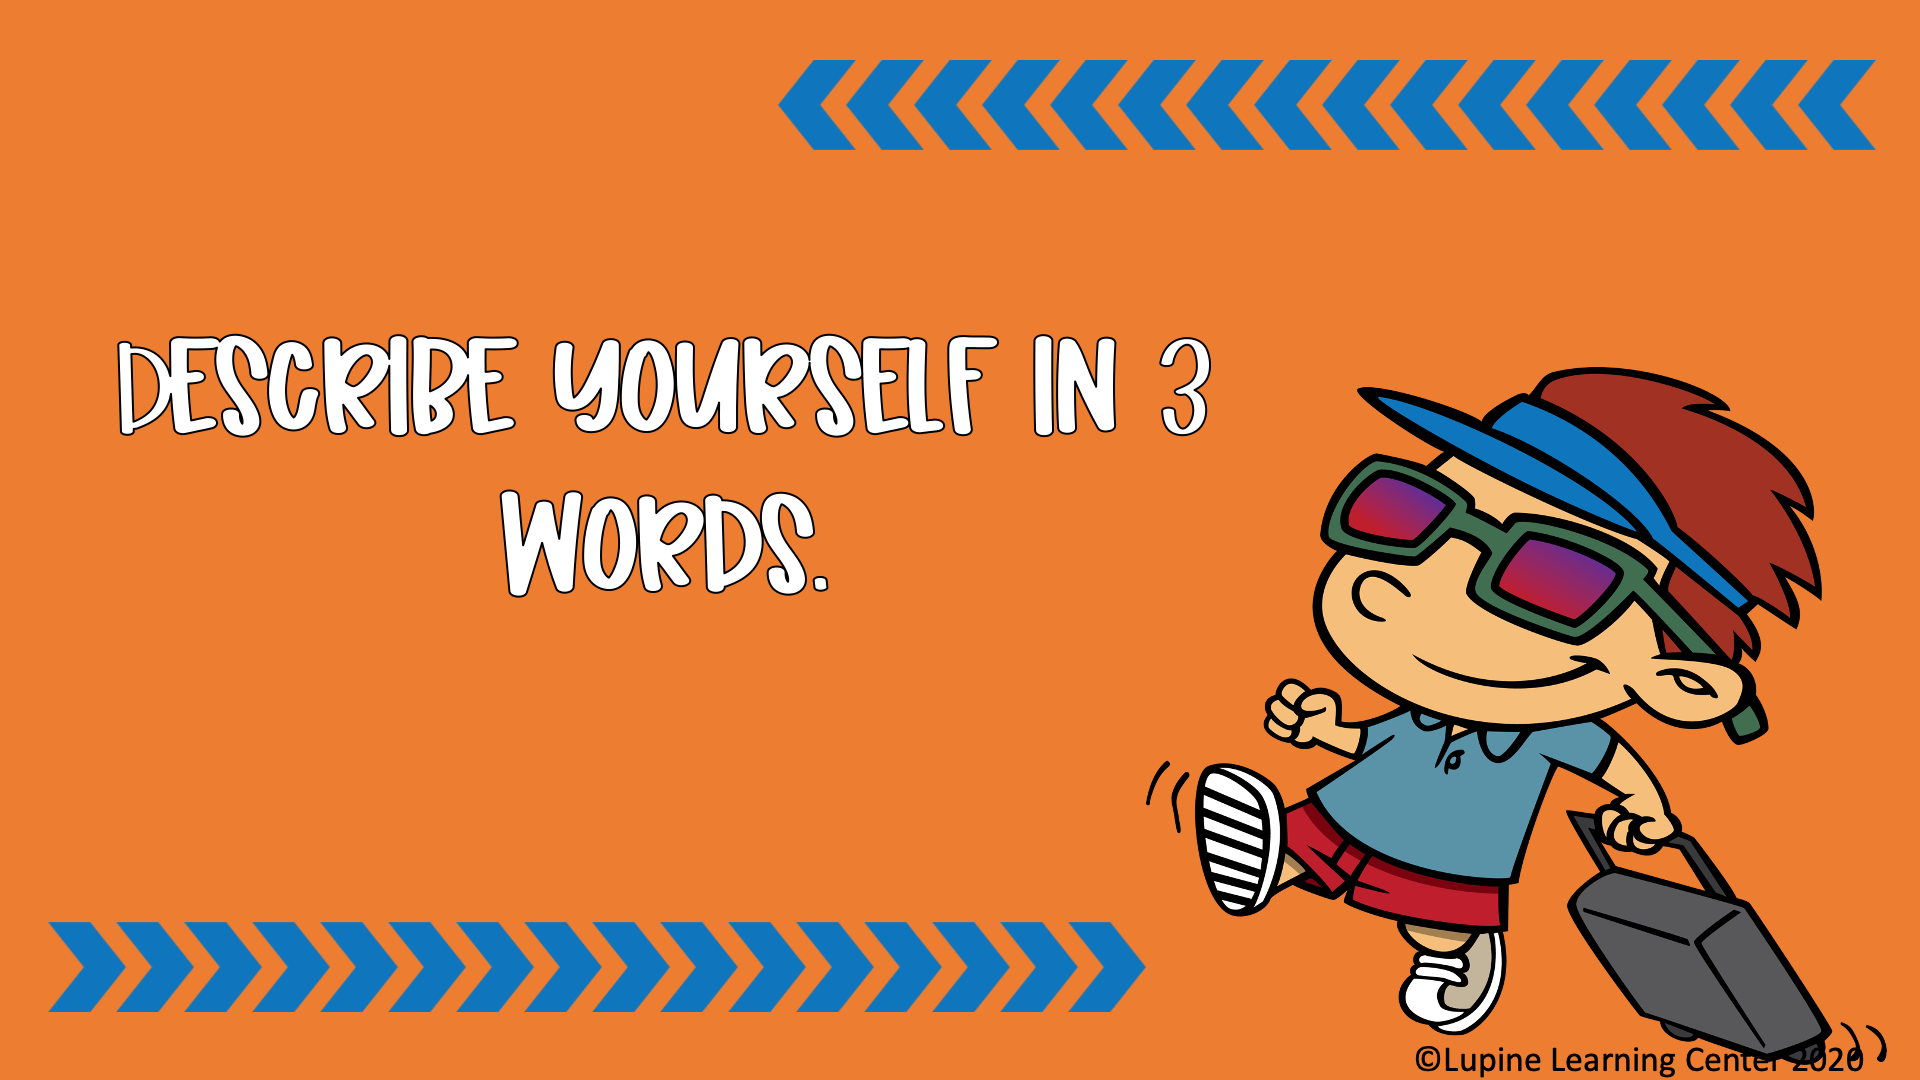 DESCRIBE YOURSELF IN 3
WORDS.
©Lupine Learning Center 2020